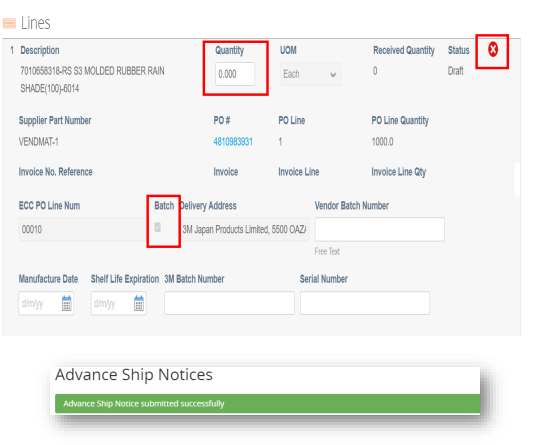 Lines
1 Description Quantity UOM Received Quantity Status
7010658318-RS S3 MOLDED RUBBER RAIN 0.000 Each 0 Draft
SHADE(100)-6014
Supplier Part Number PO # PO Line PO Line Quantity
VENDMAT-1 4810983931 1 1000.0
Invoice No. Reference Invoice Invoice Line Invoice Line Qty
ECC PO Line Num Batch Delivery Address Vendor Batch Number
00010 3M Japan Products Limited, 5500 OAZ/
Free Text
Manufacture Date Shelf Life Expiration 3M Batch Number Serial Number
d/m/yy d/m/yy
Advance Ship Notices
Advance Ship Notice submitted successfully